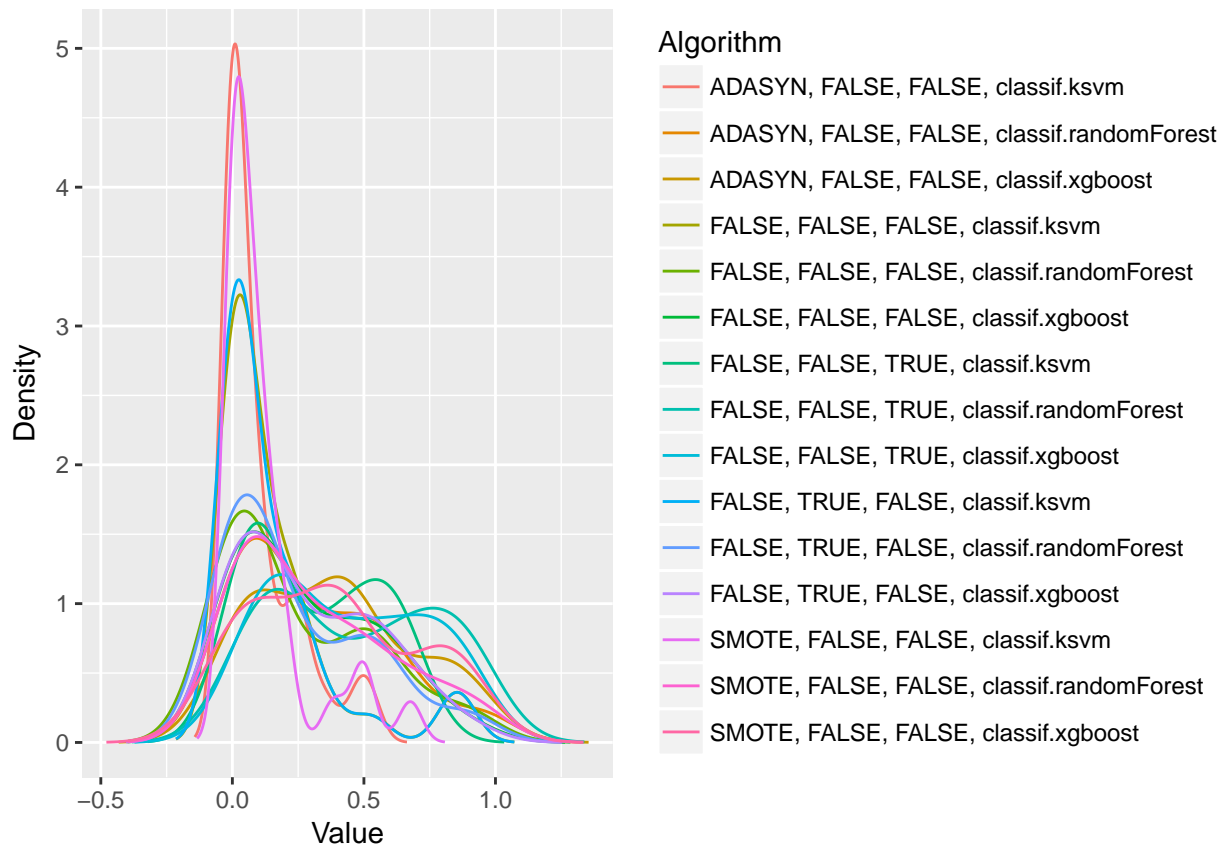 5
4
3
2
1
0
Density
−0.5
0.0
0.5
1.0
Value
Algorithm
ADASYN, FALSE, FALSE, classif.ksvm
ADASYN, FALSE, FALSE, classif.randomForest
ADASYN, FALSE, FALSE, classif.xgboost
FALSE, FALSE, FALSE, classif.ksvm
FALSE, FALSE, FALSE, classif.randomForest
FALSE, FALSE, FALSE, classif.xgboost
FALSE, FALSE, TRUE, classif.ksvm
FALSE, FALSE, TRUE, classif.randomForest
FALSE, FALSE, TRUE, classif.xgboost
FALSE, TRUE, FALSE, classif.ksvm
FALSE, TRUE, FALSE, classif.randomForest
FALSE, TRUE, FALSE, classif.xgboost
SMOTE, FALSE, FALSE, classif.ksvm
SMOTE, FALSE, FALSE, classif.randomForest
SMOTE, FALSE, FALSE, classif.xgboost